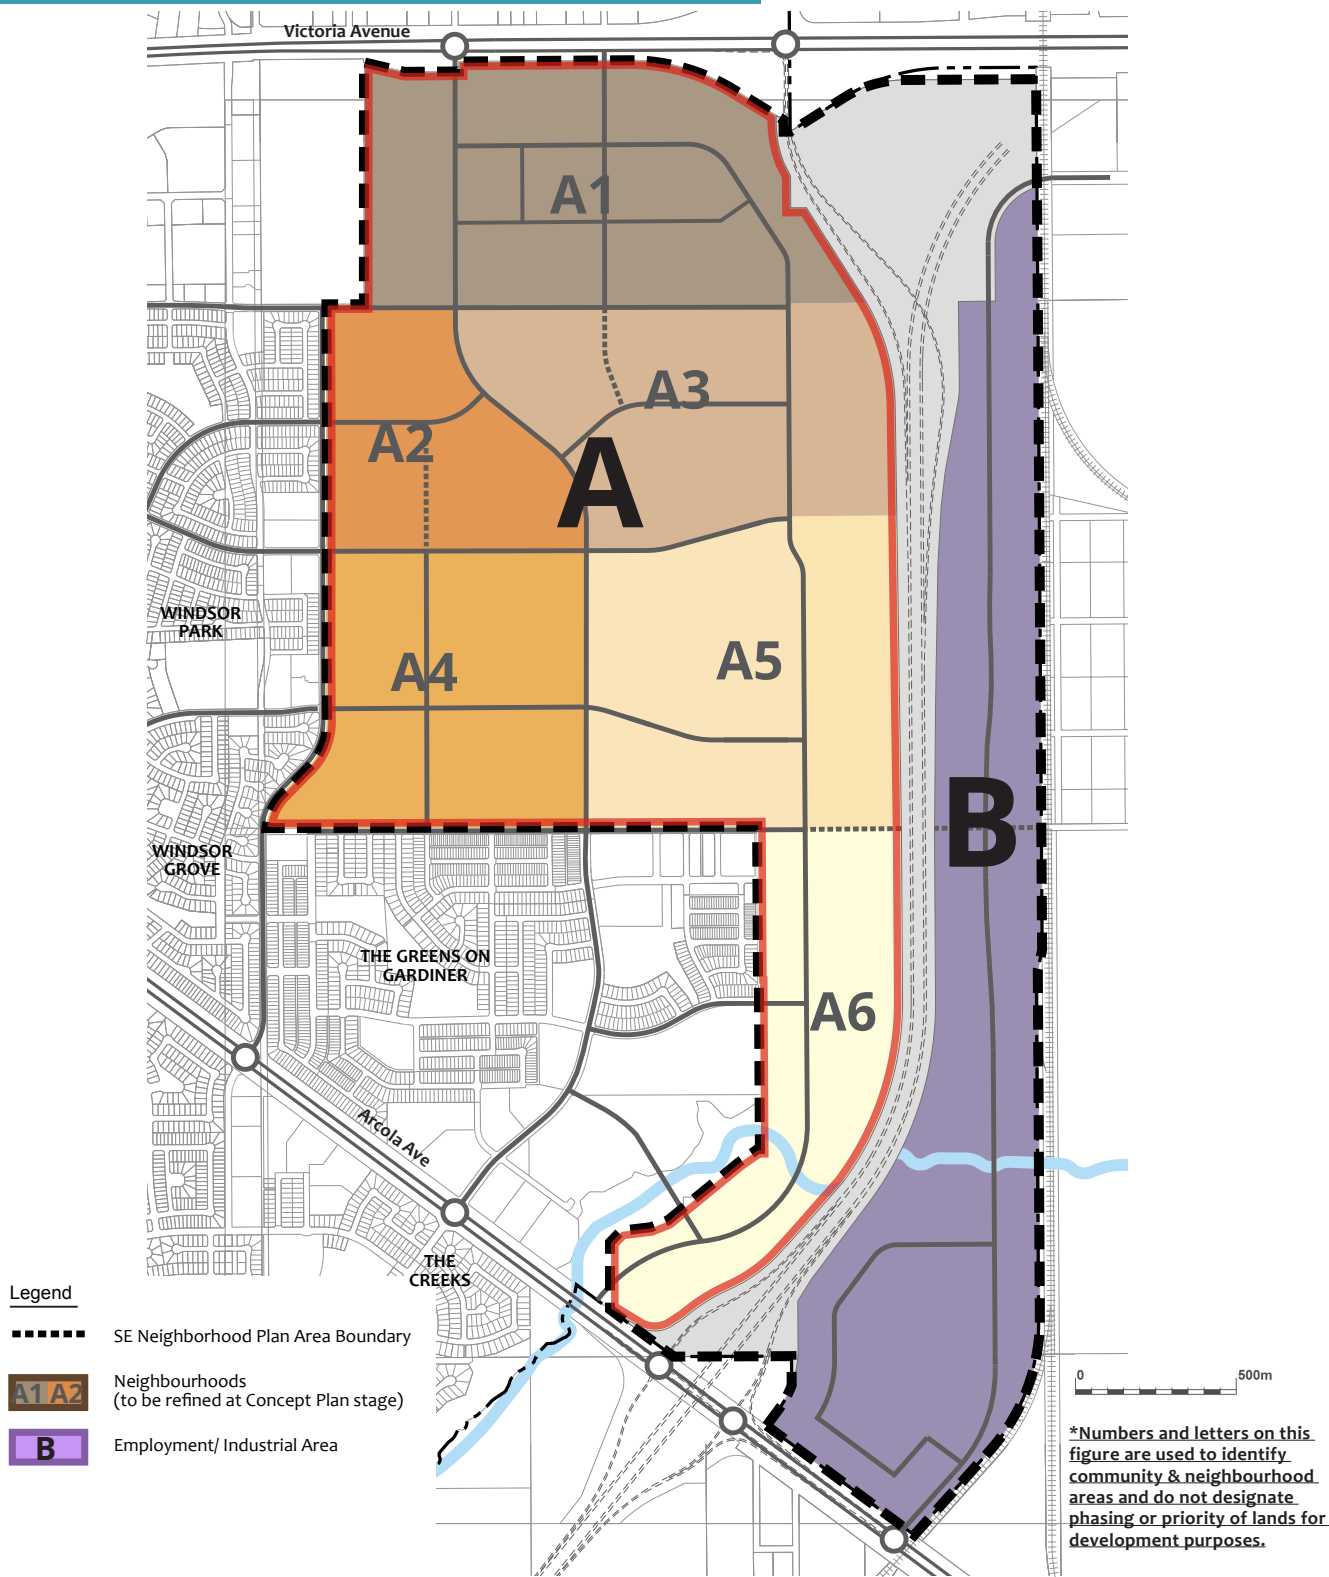 Victoria Avenue
A1
A3
A2
A
WINDSOR
PARK
A4
A5
B
WINDSOR
GROVE
THE GREENS ON
GARDINER
A6
Arcola Ave
THE
CREEKS
Legend
SE Neighborhood Plan Area Boundary
A1 A2
Neighbourhoods
(to be refined at Concept Plan stage)
B
Employment/ Industrial Area
0 500m
*Numbers and letters on this
figure are used to identify
community & neighbourhood
areas and do not designate
phasing or priority of lands for
development purposes.